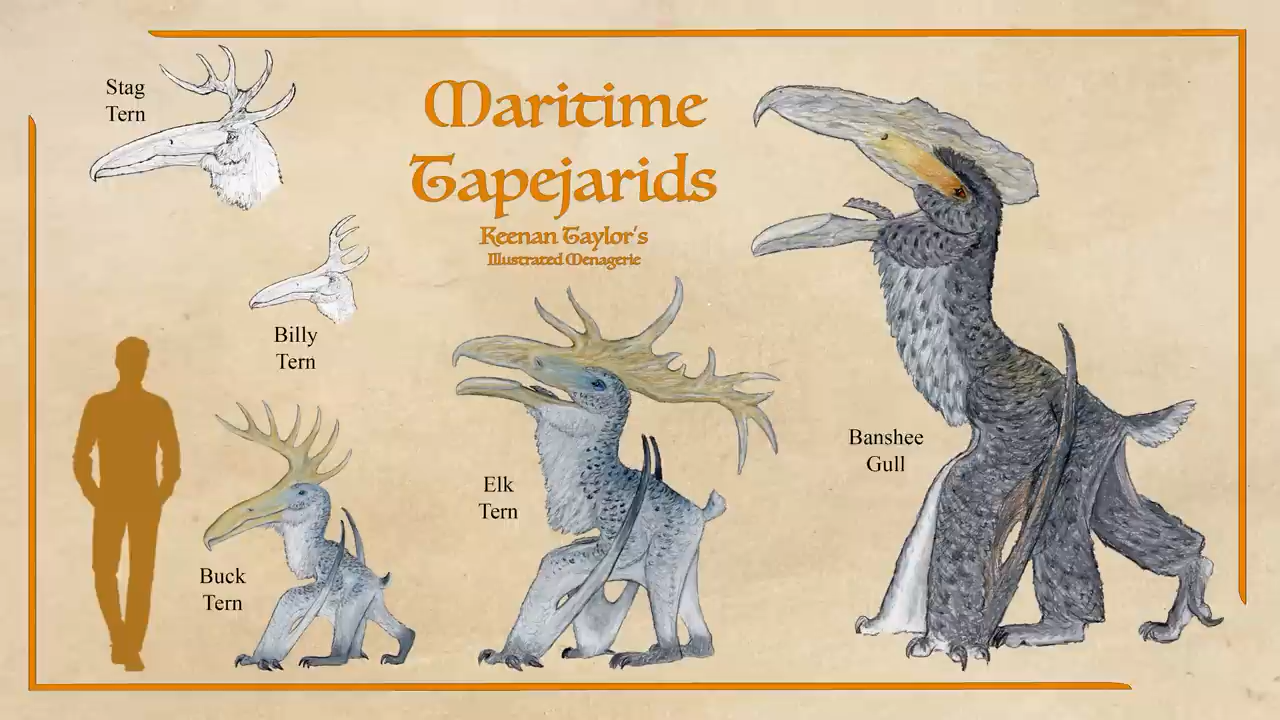 Stag
Tern
Maritime
Tapejarids
Keenan Taylor's
Illustrated Menagerie
Billy
Tern
Banshee
Gull
Elk
Tern
Buck
Tern